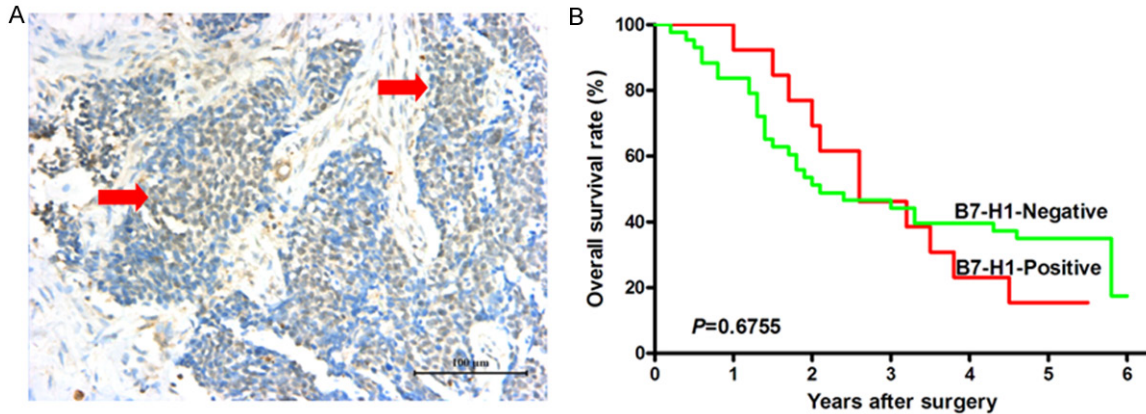 A
B
100 μm
Overall survival rate (%)
100
80
60
40
20
0
B7-H1-Negative
B7-H1-Positive
P=0.6755
0 1 2 3 4 5 6
Years after surgery